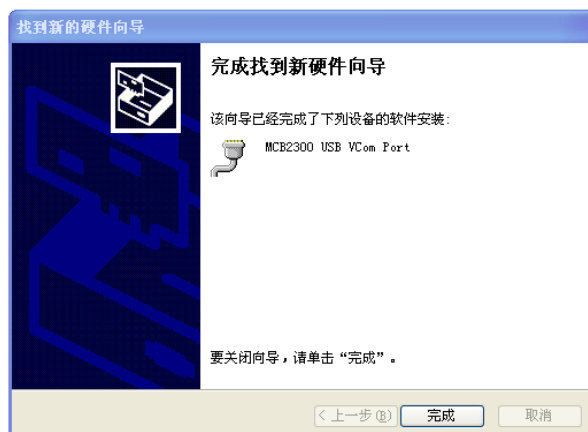 找到新的硬件向导
完成找到新硬件向导
该向导已经完成了下列设备的软件安装:
MCB2300 USB VCom Port
要关闭向导，请单击“完成”。
< 上一步(B)
完成
取消